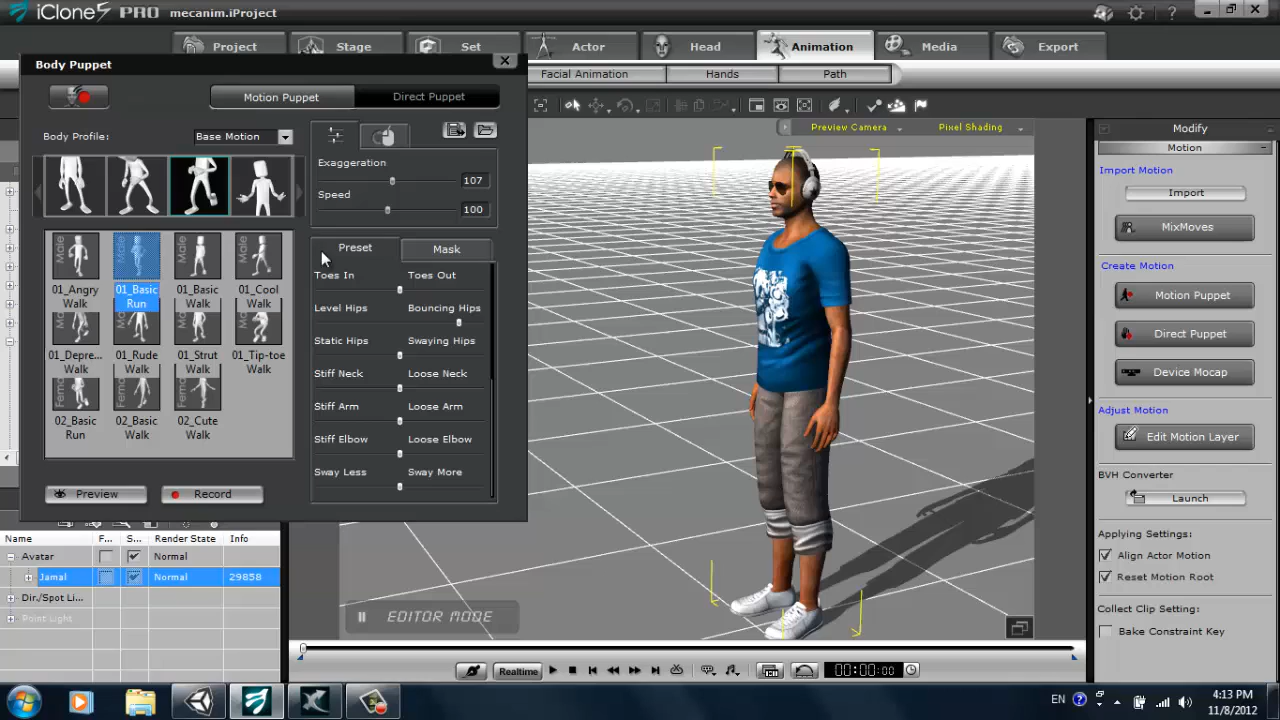 iClone5 PRO mecanim.iProject
Project Stage Set Actor Head Animation Media Export
Facial Animation Hands Path
Body Puppet
Motion Puppet Direct Puppet
Body Profile: Base Motion
Exaggeration
107
Speed
100
Preset Mask
Toes In Toes Out
Level Hips Bouncing Hips
Static Hips Swaying Hips
Stiff Neck Loose Neck
Stiff Arm Loose Arm
Stiff Elbow Loose Elbow
Sway Less Sway More
Male Male Male Male
01_Angry Walk
01_Basic Run
01_Basic Walk
01_Cool Walk
01_Depre... Walk
01_Rude Walk
01_Strut Walk
01_Tip-toe Walk
02_Basic Run
02_Basic Walk
02_Cute Walk
Preview Record
Preview Camera Pixel Shading
EDITOR MODE
Name F... S... Render State Info
Avatar Normal
Jamal Normal 29858
Dir./Spot Li...
Point Light
Realtime 00:00:00
Modify
Motion
Import Motion
Import
MixMoves
Create Motion
Motion Puppet
Direct Puppet
Device Mocap
Adjust Motion
Edit Motion Layer
BVH Converter
Launch
Applying Settings:
Align Actor Motion
Reset Motion Root
Collect Clip Setting:
Bake Constraint Key
EN 4:13 PM
11/8/2012